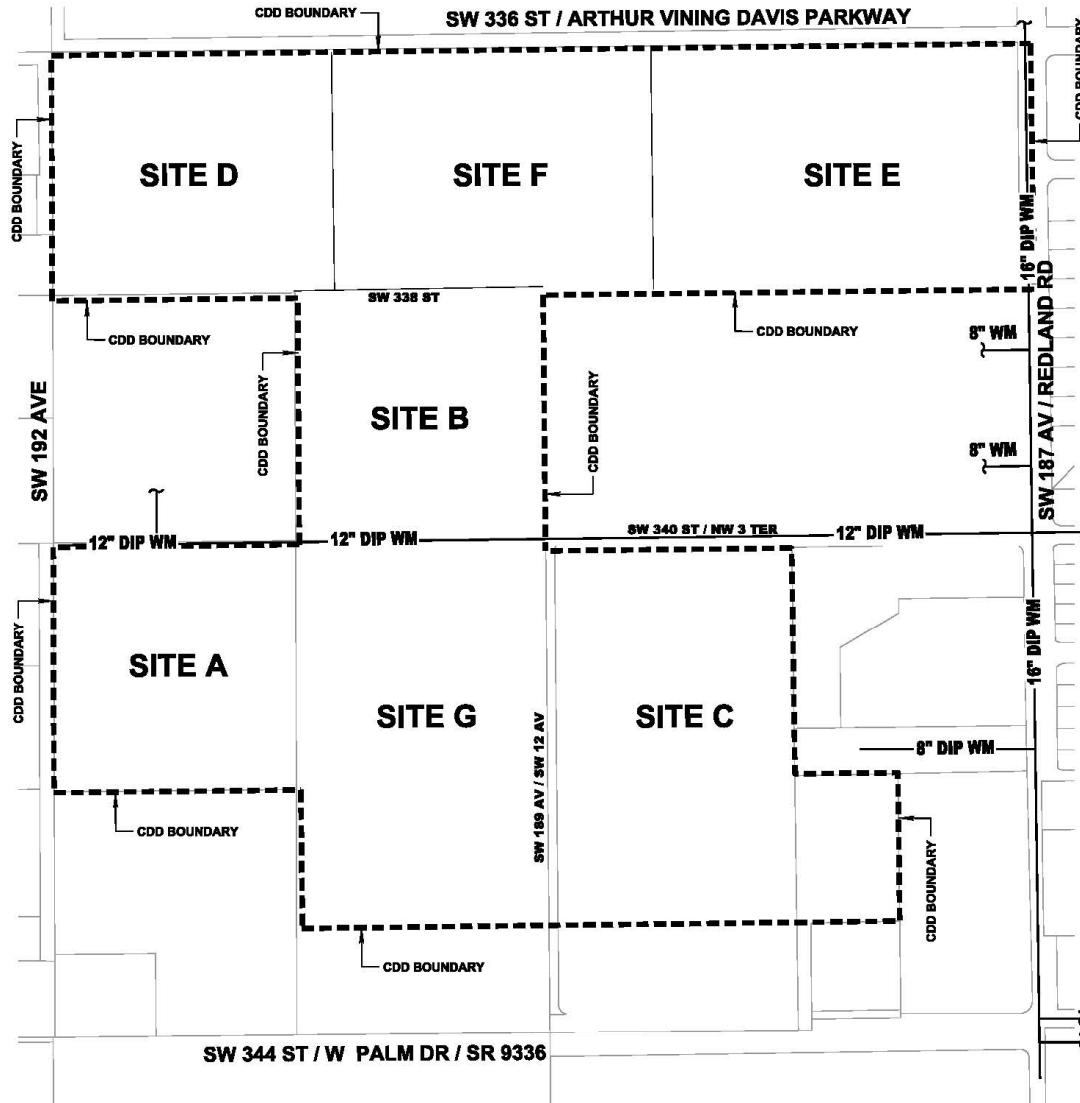 CDD BOUNDARY
SW 336 ST / ARTHUR VINING DAVIS PARKWAY
CDD BOUNDARY
CDD BOUNDARY
SITE D
SITE F
SITE E
16" DIP WM
SW 338 ST
CDD BOUNDARY
CDD BOUNDARY
8" WM
SW 187 AV / REDLAND RD
CDD BOUNDARY
SW 192 AVE
SITE B
CDD BOUNDARY
8" WM
12" DIP WM
12" DIP WM
SW 340 ST / NW 3 TER
12" DIP WM
CDD BOUNDARY
SITE A
SITE G
SITE C
16" DIP WM
SW 189 AV / SW 12 AV
8" DIP WM
CDD BOUNDARY
CDD BOUNDARY
CDD BOUNDARY
SW 344 ST / W PALM DR / SR 9336